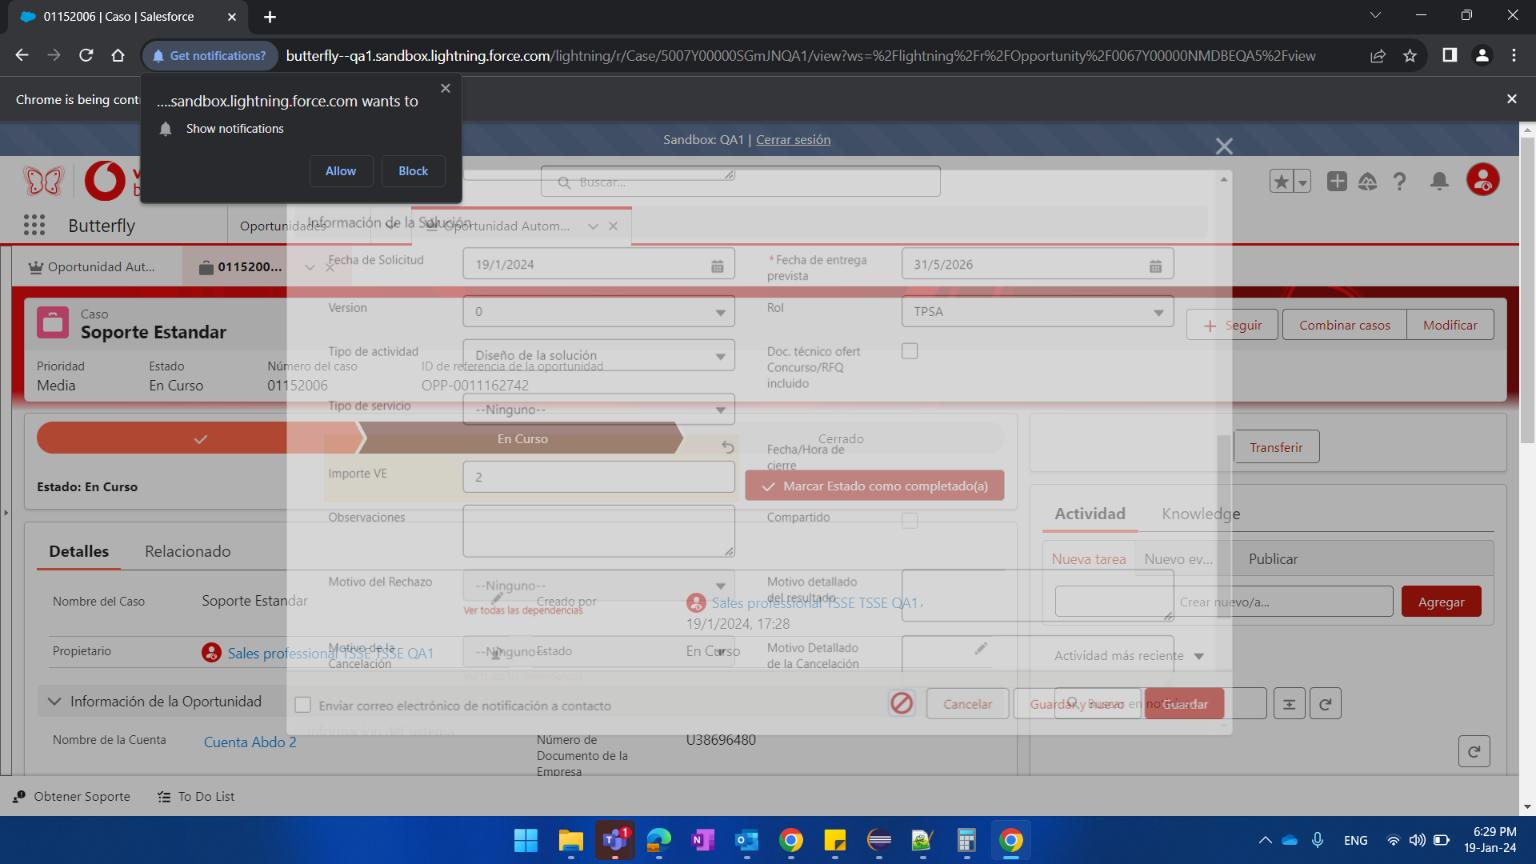 01152006 | Caso | Salesforce
Get notifications?
butterfly--qa1.sandbox.lightning.force.com/lightning/r/Case/5007Y00000SGmJNQA1/view?ws=%2Flightning%2Fr%2FOpportunity%2F0067Y00000NMDBEQA5%2Fview
Chrome is being cont
....sandbox.lightning.force.com wants to
Show notifications
Allow
Block
Sandbox: QA1 | Cerrar sesión
Buscar...
Butterfly
Oportunidades
Oportunidad Autom...
Información de la Solución
Oportunidad Aut...
0115200...
Fecha de Solicitud
19/1/2024
*Fecha de entrega
prevista
31/5/2026
Caso
Soporte Estandar
Version
0
Rol
TPSA
Seguir
Combinar casos
Modificar
Tipo de actividad
Diseño de la solución
Doc. técnico ofert
Concurso/RFQ
incluido
Prioridad
Estado
Número del caso
ID de referencia de la oportunidad
Media
En Curso
01152006
OPP-0011162742
Tipo de servicio
--Ninguno--
En Curso
Cerrado
Fecha/Hora de
cierre
Transferir
Importe VE
2
Estado: En Curso
Marcar Estado como completado(a)
Observaciones
Compartido
Actividad
Knowledge
Detalles
Relacionado
Nueva tarea
Nuevo ev...
Publicar
Motivo del Rechazo
--Ninguno--
Ver todas las dependencias
Motivo detallado
del resultado
Nombre del Caso
Soporte Estandar
Creado por
Sales professional TSSE TSSE QA1,
19/1/2024, 17:28
Crear nuevo/a...
Agregar
Propietario
Sales professional TSSE TSSE QA1
Motivo de la
Cancelación
--Ninguno--
Estado
En Curso
Motivo Detallado
de la Cancelación
Actividad más reciente
Información de la Oportunidad
Enviar correo electrónico de notificación a contacto
Cancelar
Guardar y nuevo
Guardar
Nombre de la Cuenta
Cuenta Abdo 2
Número de
Documento de la
Empresa
U38696480
Obtener Soporte
To Do List
1
ENG
6:29 PM
19-Jan-24